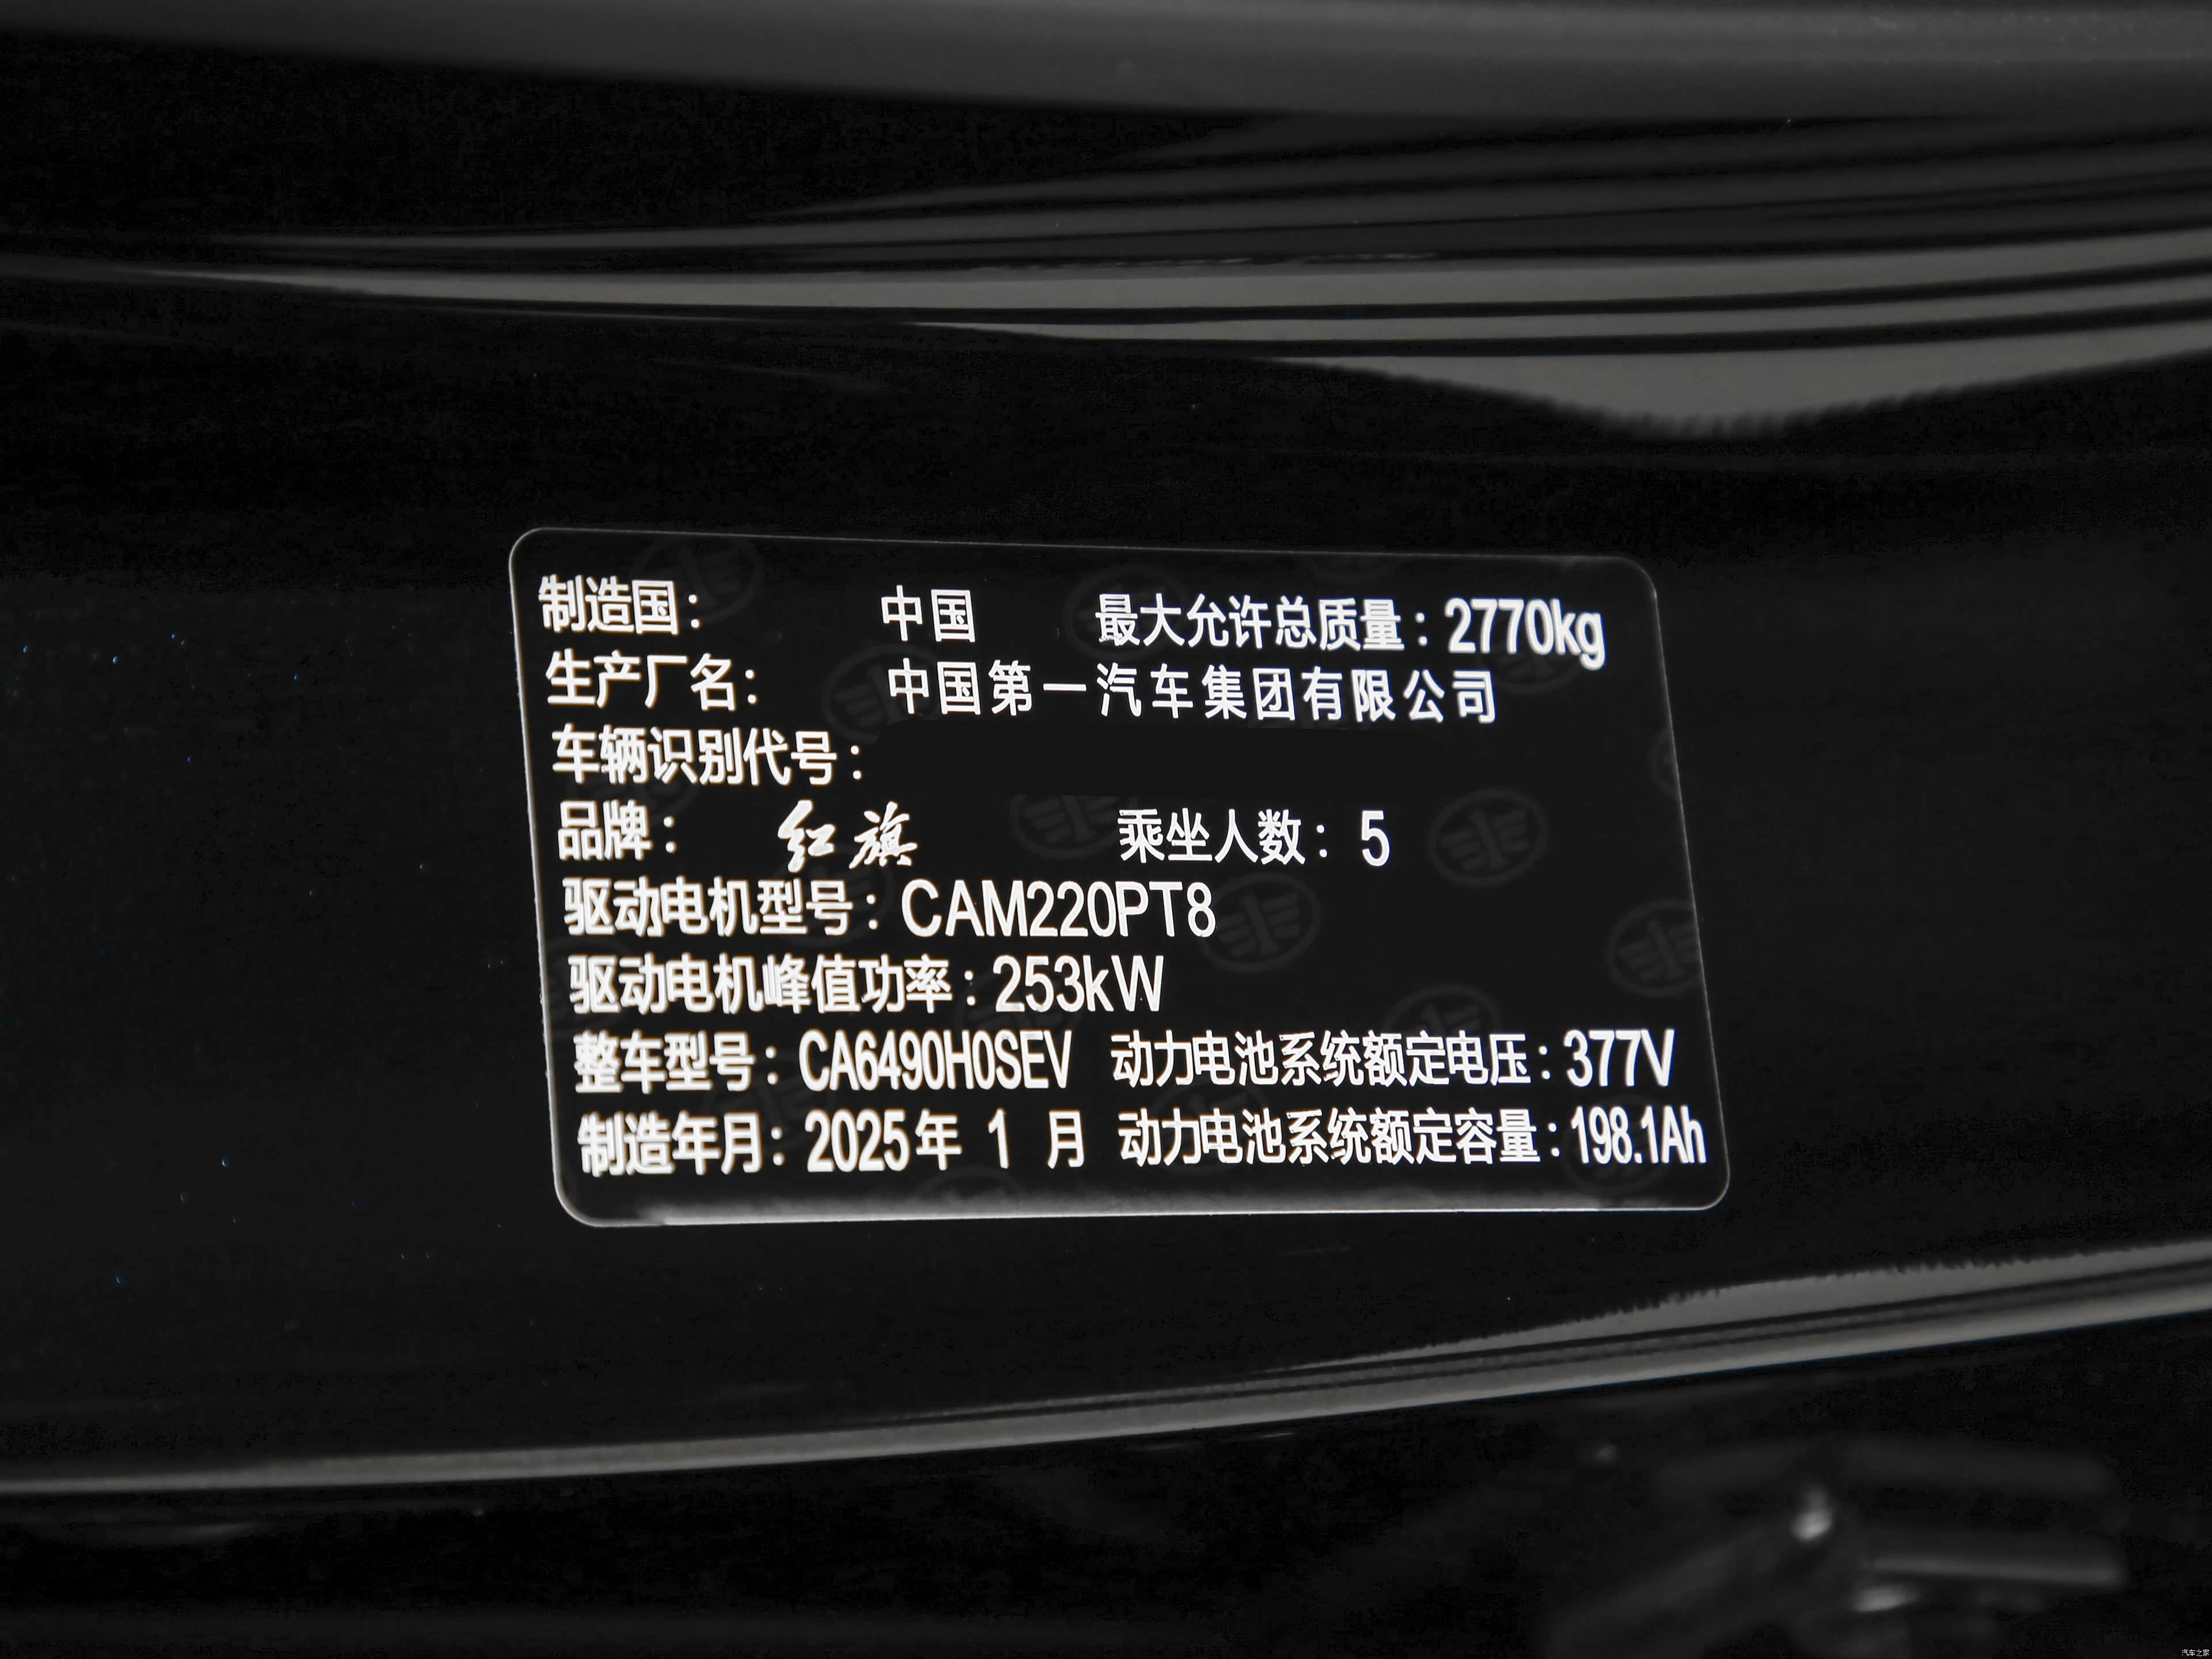 制造国： 中国 最大允许总质量：2770kg
生产厂名： 中国第一汽车集团有限公司
车辆识别代号：
品牌： 红旗 乘坐人数：5
驱动电机型号：CAM220PT8
驱动电机峰值功率：253kW
整车型号：CA6490H0SEV 动力电池系统额定电压：377V
制造年月：2025年 1 月 动力电池系统额定容量：198.1Ah
汽车之家